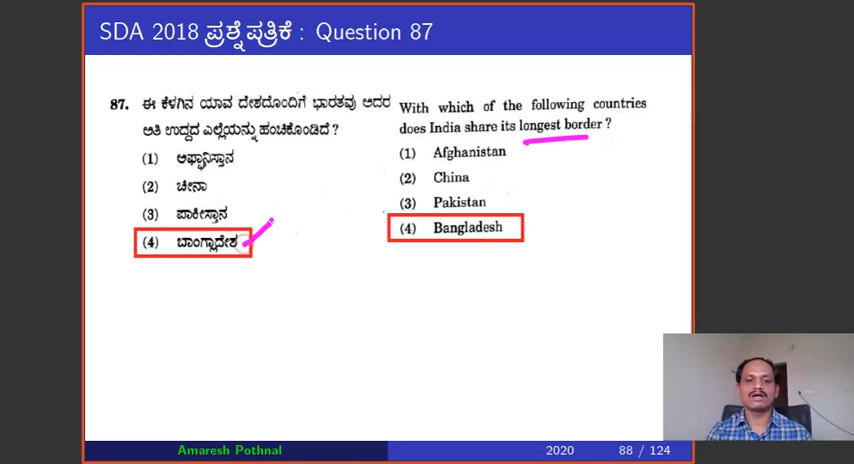 SDA 2018 ಪ್ರಶ್ನೆಪತ್ರಿಕೆ : Question 87
87. ಈ ಕೆಳಗಿನ ಯಾವ ದೇಶದೊಂದಿಗೆ ಭಾರತವು ಅದರ
ಅತಿ ಉದ್ದದ ಎಲ್ಲೆಯನ್ನು ಹಂಚಿಕೊಂಡಿದೆ ?
(1) ಅಫ್ಘಾನಿಸ್ತಾನ
(2) ಚೀನಾ
(3) ಪಾಕೀಸ್ತಾನ
(4) ಬಾಂಗ್ಲಾದೇಶ
With which of the following countries
does India share its longest border ?
(1) Afghanistan
(2) China
(3) Pakistan
(4) Bangladesh
Amaresh Pothnal 2020 88 / 124